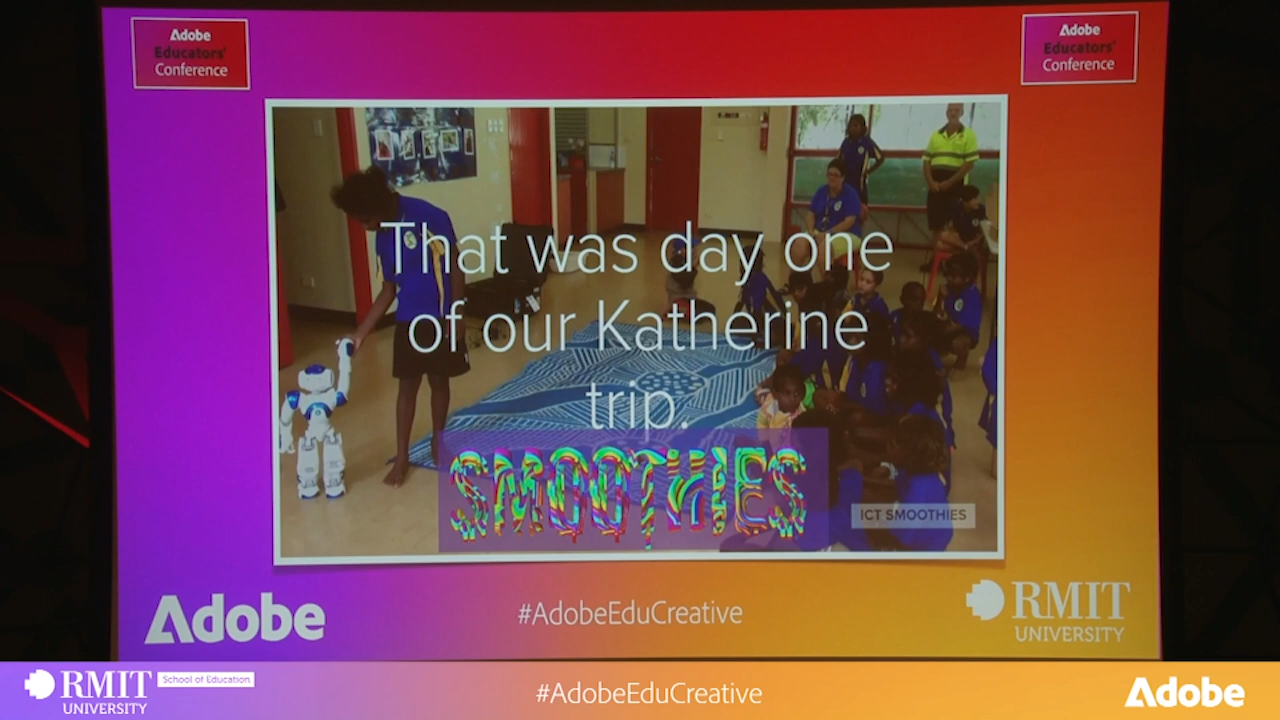 Adobe
Educators'
Conference
Adobe
Educators'
Conference
That was day one
of our Katherine
trip.
SMOOTHIES
ICT SMOOTHIES
Adobe
#AdobeEduCreative
RMIT
UNIVERSITY
RMIT
UNIVERSITY
School of Education
#AdobeEduCreative
Adobe